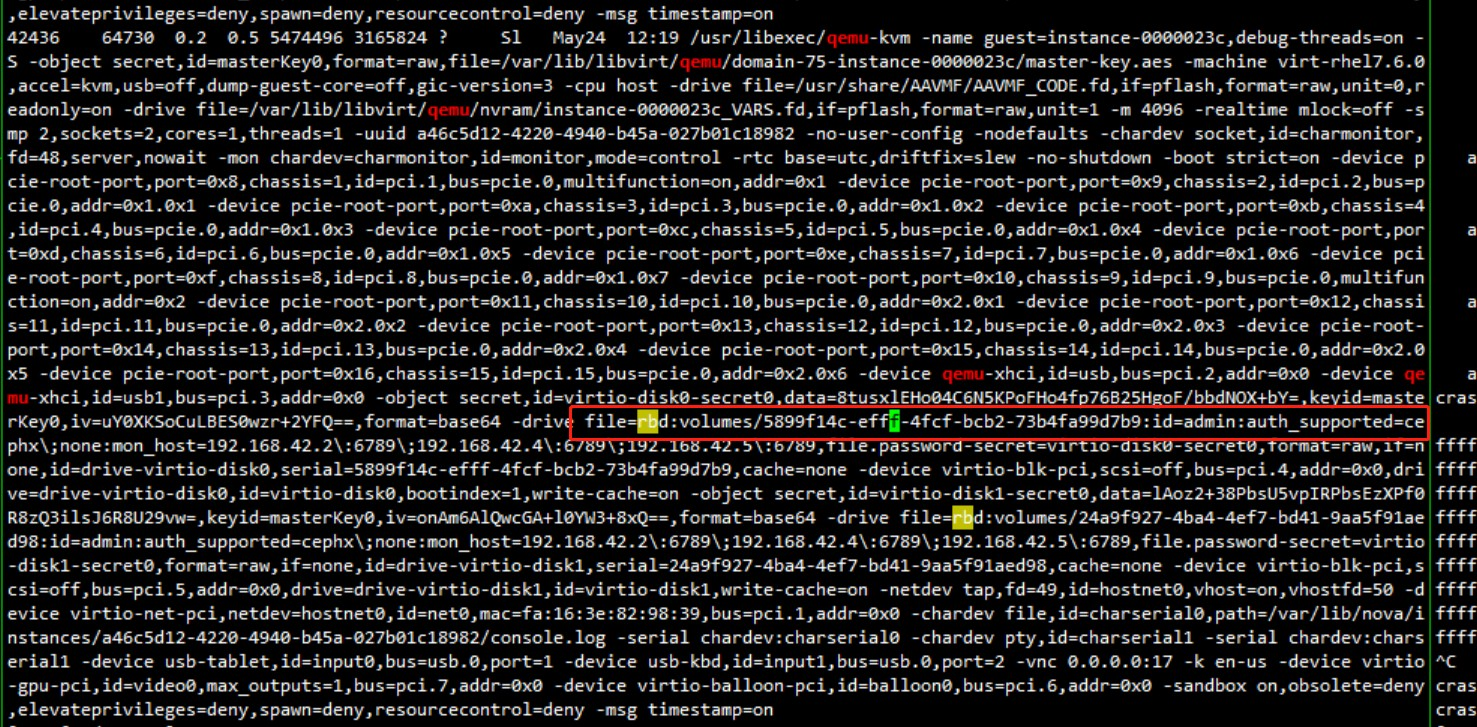 ,elevateprivileges=deny,spawn=deny,resourcecontrol=deny -msg timestamp=on
42436    64730  0.2  0.5 5474496 3165824 ?     Sl   May24  12:19 /usr/libexec/qemu-kvm -name guest=instance-0000023c,debug-threads=on -
S -object secret,id=masterKey0,format=raw,file=/var/lib/libvirt/qemu/domain-75-instance-0000023c/master-key.aes -machine virt-rhel7.6.0
,accel=kvm,usb=off,dump-guest-core=off,gic-version=3 -cpu host -drive file=/usr/share/AAVMF/AAVMF_CODE.fd,if=pflash,format=raw,unit=0,r
eadonly=on -drive file=/var/lib/libvirt/qemu/nvram/instance-0000023c_VARS.fd,if=pflash,format=raw,unit=1 -m 4096 -realtime mlock=off -s
mp 2,sockets=2,cores=1,threads=1 -uuid a46c5d12-4220-4940-b45a-027b01c18982 -no-user-config -nodefaults -chardev socket,id=charmonitor,
fd=48,server,nowait -mon chardev=charmonitor,id=monitor,mode=control -rtc base=utc,driftfix=slew -no-shutdown -boot strict=on -device p a
cie-root-port,port=0x8,chassis=1,id=pci.1,bus=pcie.0,multifunction=on,addr=0x1 -device pcie-root-port,port=0x9,chassis=2,id=pci.2,bus=p
cie.0,addr=0x1.0x1 -device pcie-root-port,port=0xa,chassis=3,id=pci.3,bus=pcie.0,addr=0x1.0x2 -device pcie-root-port,port=0xb,chassis=4
,id=pci.4,bus=pcie.0,addr=0x1.0x3 -device pcie-root-port,port=0xc,chassis=5,id=pci.5,bus=pcie.0,addr=0x1.0x4 -device pcie-root-port,por a
t=0xd,chassis=6,id=pci.6,bus=pcie.0,addr=0x1.0x5 -device pcie-root-port,port=0xe,chassis=7,id=pci.7,bus=pcie.0,addr=0x1.0x6 -device pci
e-root-port,port=0xf,chassis=8,id=pci.8,bus=pcie.0,addr=0x1.0x7 -device pcie-root-port,port=0x10,chassis=9,id=pci.9,bus=pcie.0,multifun
ction=on,addr=0x2 -device pcie-root-port,port=0x11,chassis=10,id=pci.10,bus=pcie.0,addr=0x2.0x1 -device pcie-root-port,port=0x12,chassi a
s=11,id=pci.11,bus=pcie.0,addr=0x2.0x2 -device pcie-root-port,port=0x13,chassis=12,id=pci.12,bus=pcie.0,addr=0x2.0x3 -device pcie-root-
port,port=0x14,chassis=13,id=pci.13,bus=pcie.0,addr=0x2.0x4 -device pcie-root-port,port=0x15,chassis=14,id=pci.14,bus=pcie.0,addr=0x2.0
x5 -device pcie-root-port,port=0x16,chassis=15,id=pci.15,bus=pcie.0,addr=0x2.0x6 -device qemu-xhci,id=usb,bus=pci.2,addr=0x0 -device qe a
mu-xhci,id=usb1,bus=pci.3,addr=0x0 -object secret,id=virtio-disk0-secret0,data=8tusxlEHo04C6N5KPoFHo4fp76B25HgoF/bbdNOX+bY=,keyid=maste cras
rKey0,iv=uY0XKSoCuLBES0wzr+2YFQ==,format=base64 -drive file=rbd:volumes/5899f14c-efff-4fcf-bcb2-73b4fa99d7b9:id=admin:auth_supported=ce
phx\;none:mon_host=192.168.42.2\:6789\;192.168.42.4\:6789\;192.168.42.5\:6789,file.password-secret=virtio-disk0-secret0,format=raw,if=n ffff
one,id=drive-virtio-disk0,serial=5899f14c-efff-4fcf-bcb2-73b4fa99d7b9,cache=none -device virtio-blk-pci,scsi=off,bus=pci.4,addr=0x0,dri ffff
ve=drive-virtio-disk0,id=virtio-disk0,bootindex=1,write-cache=on -object secret,id=virtio-disk1-secret0,data=lAoz2+38PbsU5vpIRPbsEzXPf0 ffff
R8zQ3ilsJ6R8U29vw=,keyid=masterKey0,iv=onAm6AlQwcGA+l0YW3+8xQ==,format=base64 -drive file=rbd:volumes/24a9f927-4ba4-4ef7-bd41-9aa5f91ae ffff
d98:id=admin:auth_supported=cephx\;none:mon_host=192.168.42.2\:6789\;192.168.42.4\:6789\;192.168.42.5\:6789,file.password-secret=virtio ffff
-disk1-secret0,format=raw,if=none,id=drive-virtio-disk1,serial=24a9f927-4ba4-4ef7-bd41-9aa5f91aed98,cache=none -device virtio-blk-pci,s ffff
csi=off,bus=pci.5,addr=0x0,drive=drive-virtio-disk1,id=virtio-disk1,write-cache=on -netdev tap,fd=49,id=hostnet0,vhost=on,vhostfd=50 -d ffff
evice virtio-net-pci,netdev=hostnet0,id=net0,mac=fa:16:3e:82:98:39,bus=pci.1,addr=0x0 -chardev file,id=charserial0,path=/var/lib/nova/i ffff
nstances/a46c5d12-4220-4940-b45a-027b01c18982/console.log -serial chardev:charserial0 -chardev pty,id=charserial1 -serial chardev:chars ffff
erial1 -device usb-tablet,id=input0,bus=usb.0,port=1 -device usb-kbd,id=input1,bus=usb.0,port=2 -vnc 0.0.0.0:17 -k en-us -device virtio ^C
-gpu-pci,id=video0,max_outputs=1,bus=pci.7,addr=0x0 -device virtio-balloon-pci,id=balloon0,bus=pci.6,addr=0x0 -sandbox on,obsolete=deny cras
,elevateprivileges=deny,spawn=deny,resourcecontrol=deny -msg timestamp=on cras